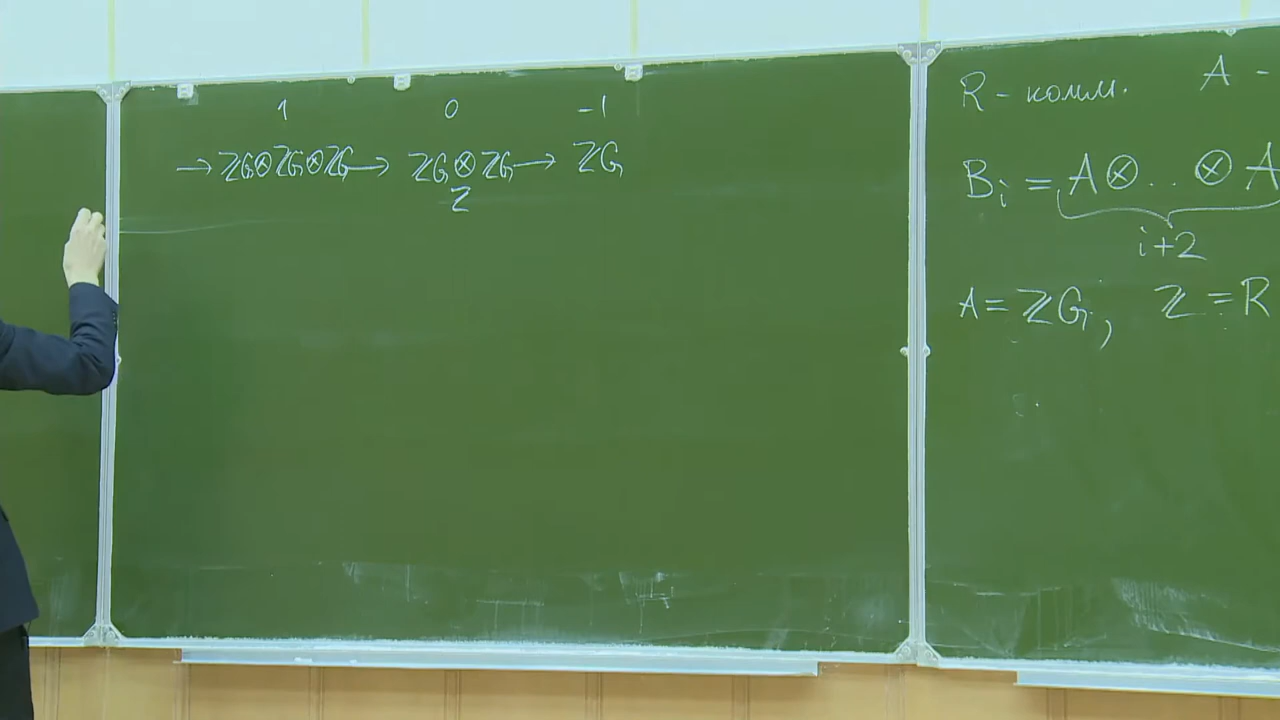 1 0 -1
→ ℤG⊗ℤG⊗ℤG → ℤG⊗ℤG → ℤG
ℤ
R - комм. A -
Bᵢ = A⊗..⊗A
i+2
A = ℤG, ℤ = R